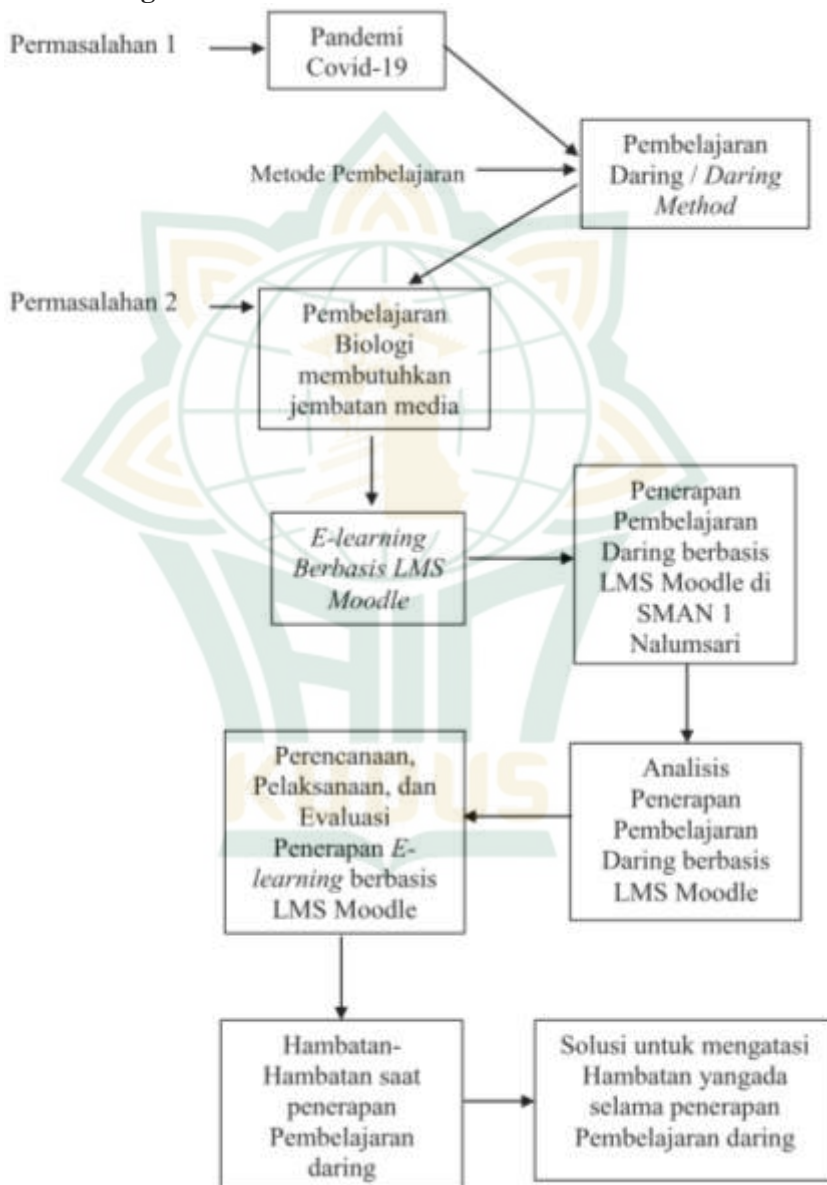 Permasalahan 1
Pandemi
Covid-19
Pembelajaran
Daring / Daring
Method
Metode Pembelajaran
Permasalahan 2
Pembelajaran
Biologi
membutuhkan
jembatan media
E-learning
Berbasis LMS
Moodle
Penerapan
Pembelajaran
Daring berbasis
LMS Moodle di
SMAN 1
Nalumsari
Perencanaan,
Pelaksanaan, dan
Evaluasi
Penerapan E-
learning berbasis
LMS Moodle
Analisis
Penerapan
Pembelajaran
Daring berbasis
LMS Moodle
KUDUS
Hambatan-
Hambatan saat
penerapan
Pembelajaran
daring
Solusi untuk mengatasi
Hambatan yangada
selama penerapan
Pembelajaran daring